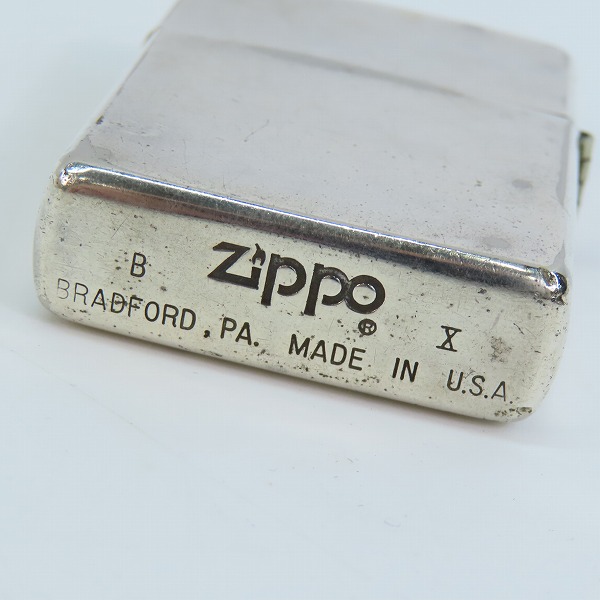 B Zippo ® X
BRADFORD, PA. MADE IN U.S.A.